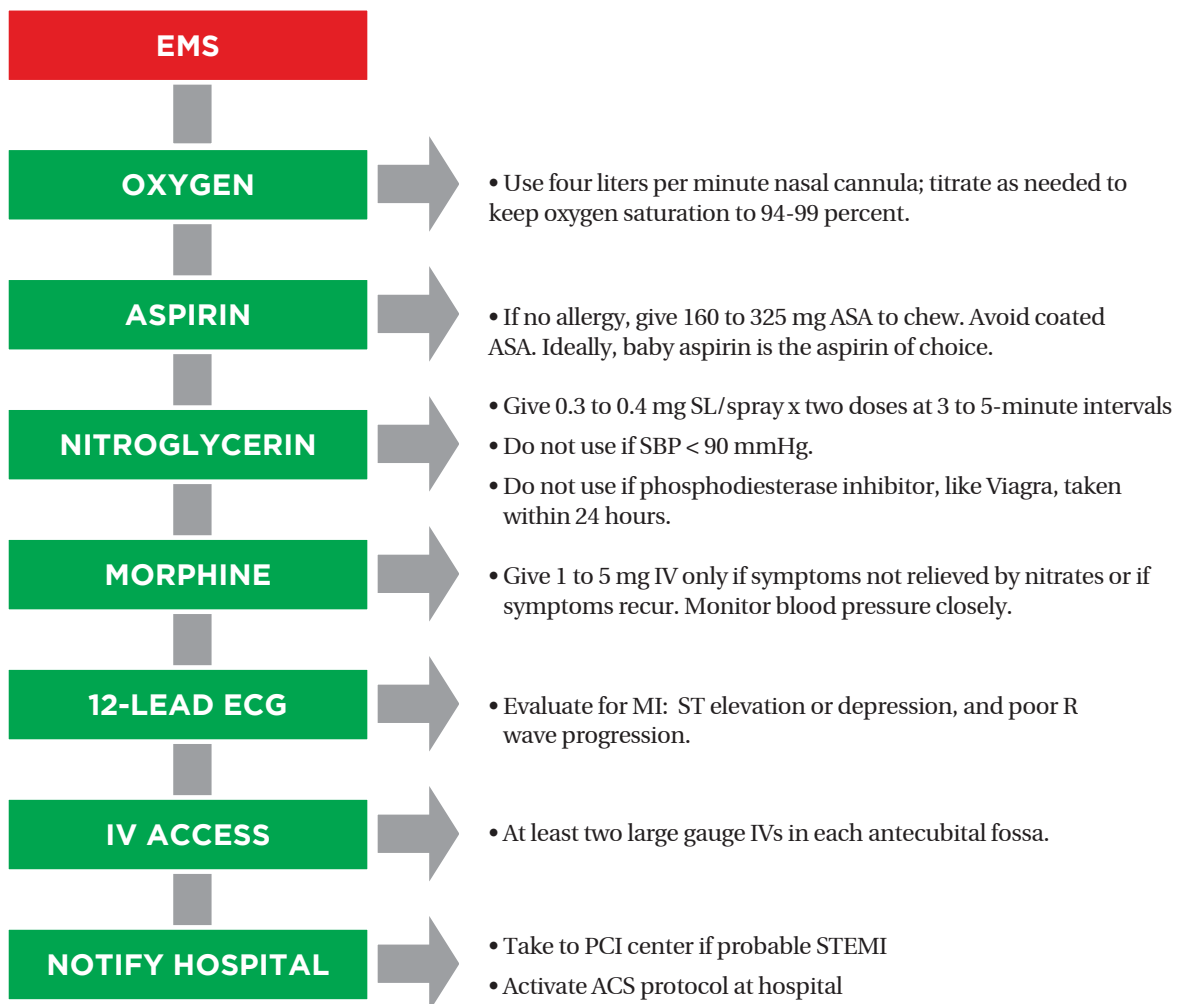 EMS
OXYGEN
• Use four liters per minute nasal cannula; titrate as needed to
keep oxygen saturation to 94-99 percent.
ASPIRIN
• If no allergy, give 160 to 325 mg ASA to chew. Avoid coated
ASA. Ideally, baby aspirin is the aspirin of choice.
NITROGLYCERIN
• Give 0.3 to 0.4 mg SL/spray x two doses at 3 to 5-minute intervals
• Do not use if SBP < 90 mmHg.
• Do not use if phosphodiesterase inhibitor, like Viagra, taken
within 24 hours.
MORPHINE
• Give 1 to 5 mg IV only if symptoms not relieved by nitrates or if
symptoms recur. Monitor blood pressure closely.
12-LEAD ECG
• Evaluate for MI: ST elevation or depression, and poor R
wave progression.
IV ACCESS
• At least two large gauge IVs in each antecubital fossa.
NOTIFY HOSPITAL
• Take to PCI center if probable STEMI
• Activate ACS protocol at hospital